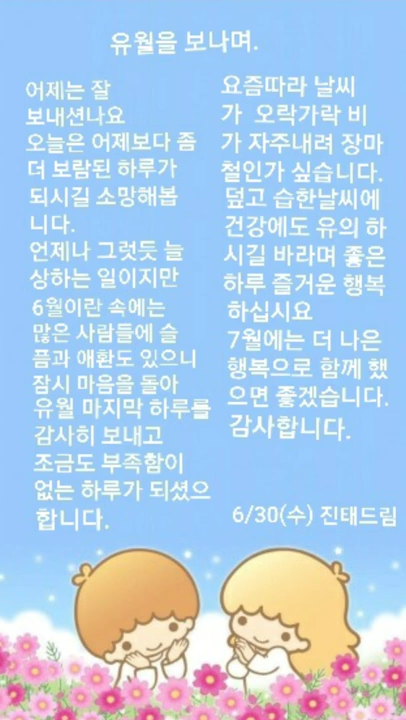 유월을 보나며.
어제는 잘
보내션나요
오늘은 어제보다 좀
더 보람된 하루가
되시길 소망해봅
니다.
언제나 그럿듯 늘
상하는 일이지만
6월이란 속에는
많은 사람들에 슬
픔과 애환도 있으니
잠시 마음을 돌아
유월 마지막 하루를
감사히 보내고
조금도 부족함이
없는 하루가 되셨으
합니다.
요즘따라 날씨
가 오락가락 비
가 자주내려 장마
철인가 싶습니다.
덮고 습한날씨에
건강에도 유의 하
시길 바라며 좋은
하루 즐거운 행복
하십시요
7월에는 더 나은
행복으로 함께 했
으면 좋겠습니다.
감사합니다.
6/30(수) 진태드림